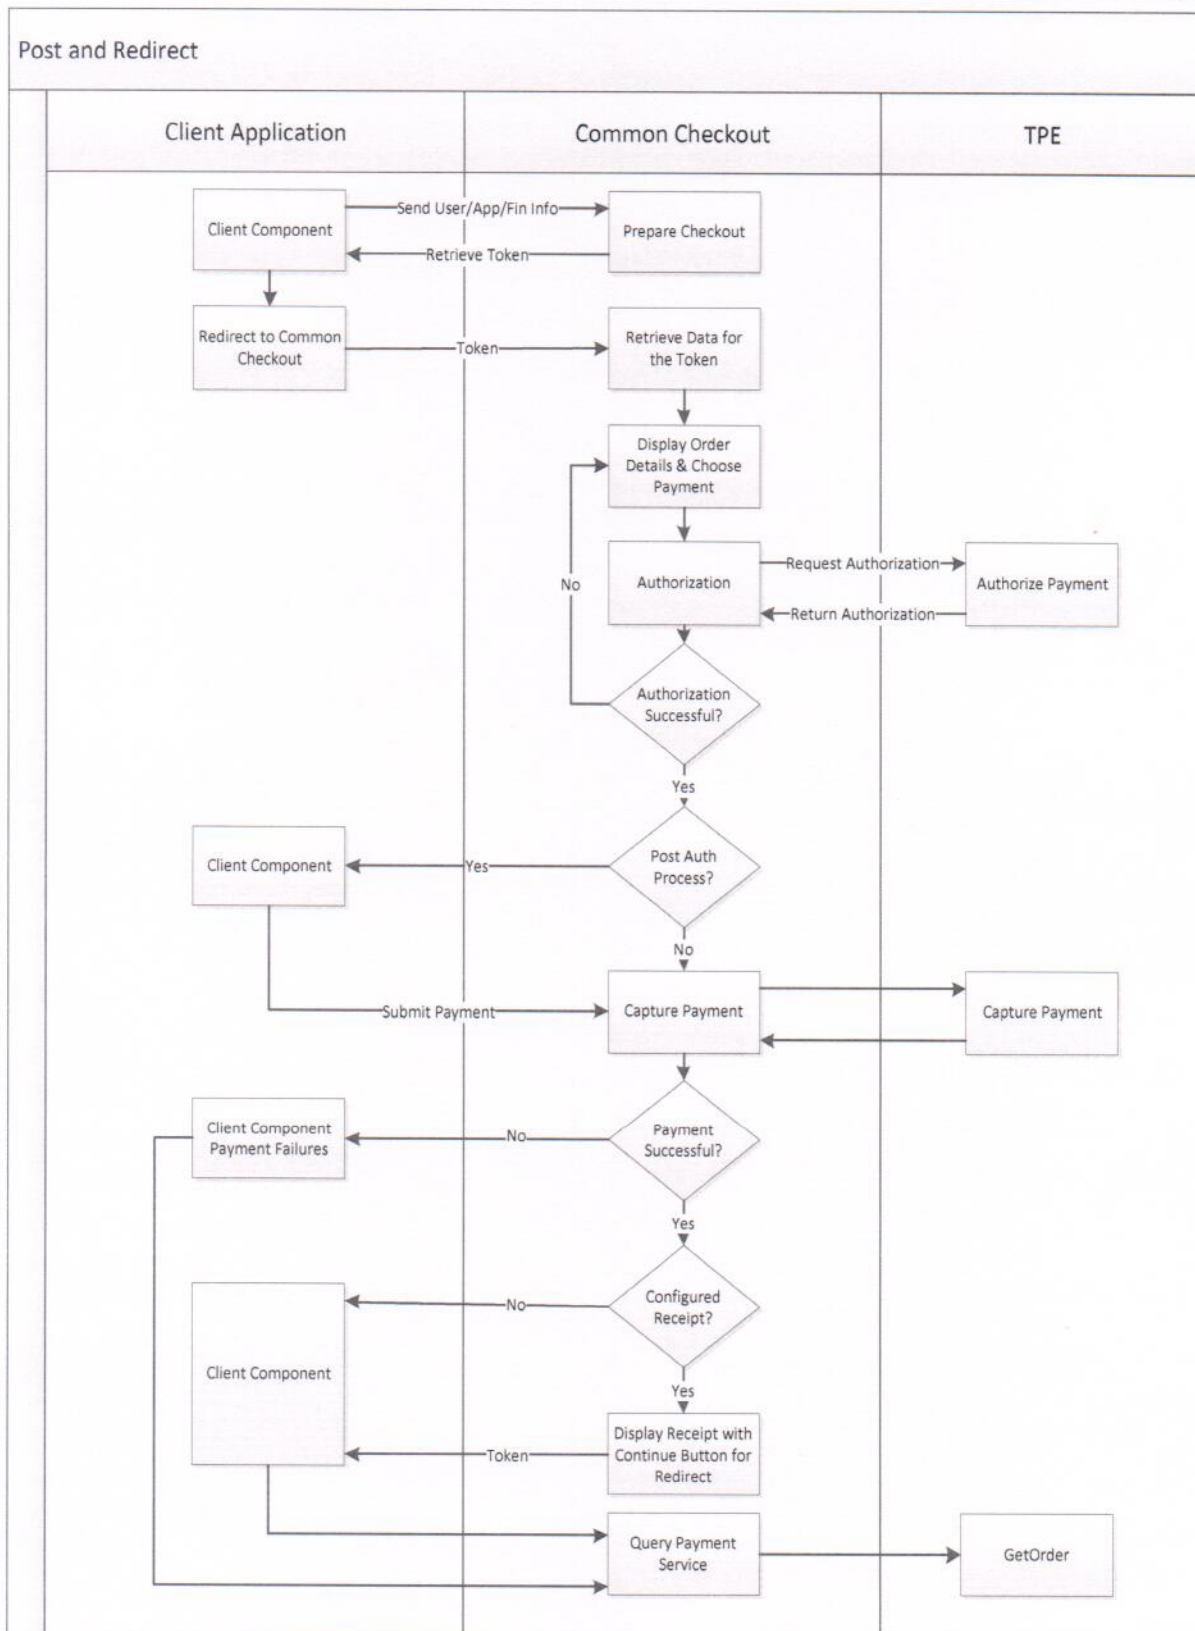 Post and Redirect
Client Application
Common Checkout
TPE
Client Component
Send User/App/Fin Info
Prepare Checkout
Retrieve Token
Redirect to Common
Checkout
Token
Retrieve Data for
the Token
Display Order
Details & Choose
Payment
No
Authorization
Request Authorization
Authorize Payment
Return Authorization
Authorization
Successful?
Yes
Client Component
Yes
Post Auth
Process?
No
Submit Payment
Capture Payment
Capture Payment
Client Component
Payment Failures
No
Payment
Successful?
Yes
No
Configured
Receipt?
Client Component
Yes
Token
Display Receipt with
Continue Button for
Redirect
Query Payment
Service
GetOrder